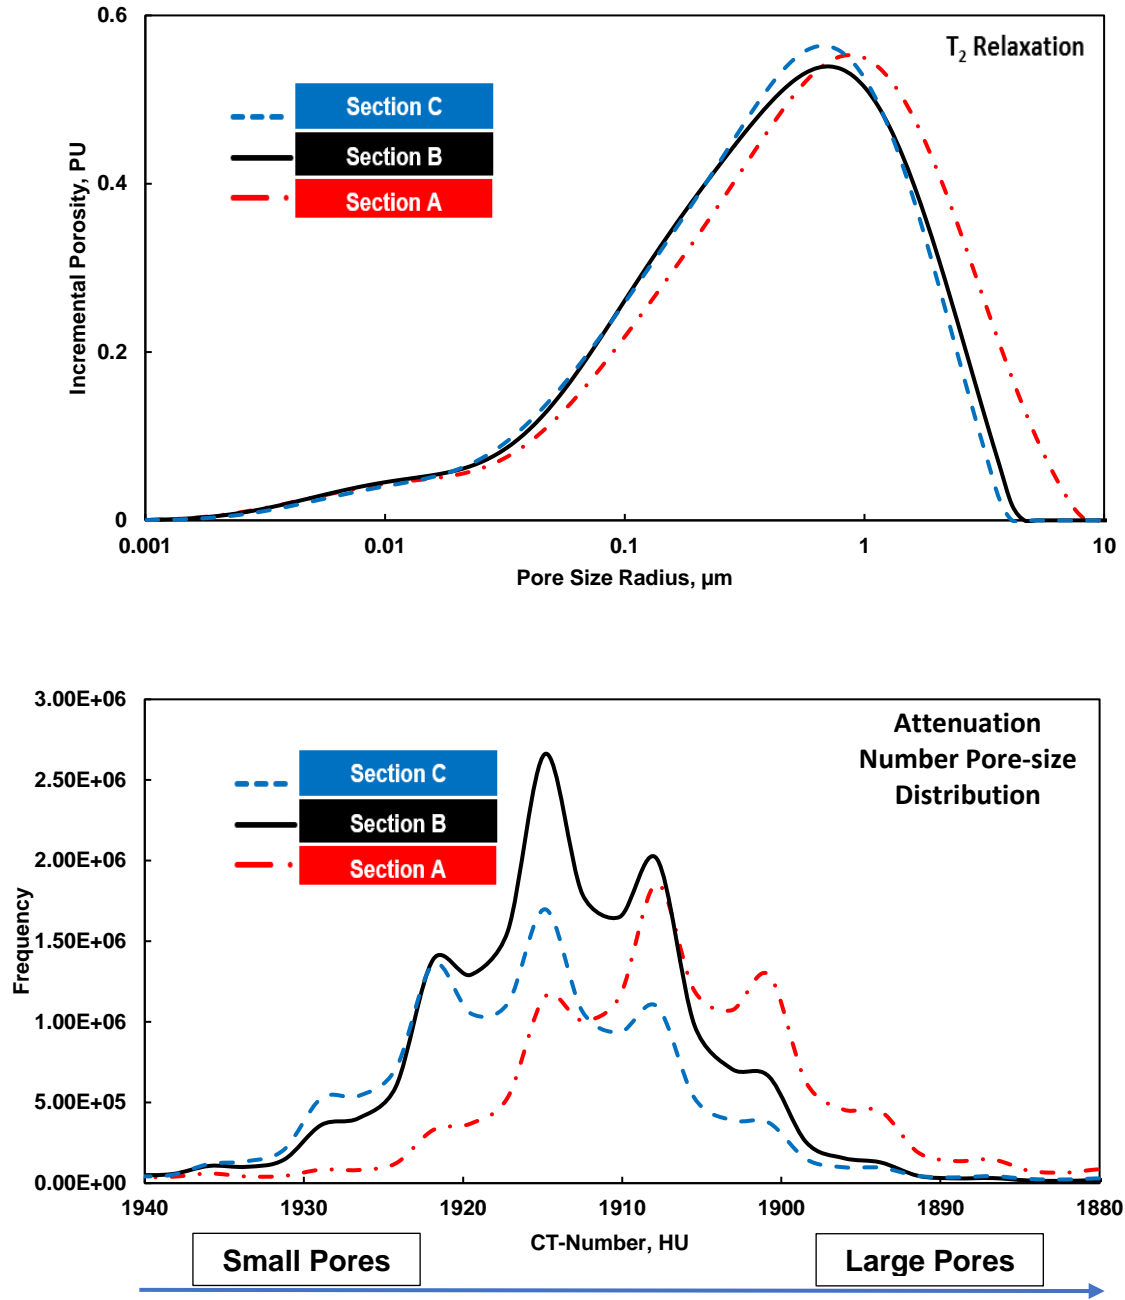 0.6
T₂ Relaxation
Section C
Section B
Section A
0.4
Incremental Porosity, PU
0.2
0
0.001
0.01
0.1
1
10
Pore Size Radius, µm
3.00E+06
Attenuation
Number Pore-size
Distribution
2.50E+06
Section C
Section B
Section A
2.00E+06
1.50E+06
Frequency
1.00E+06
5.00E+05
0.00E+00
1940
1930
1920
1910
1900
1890
1880
CT-Number, HU
Small Pores
Large Pores